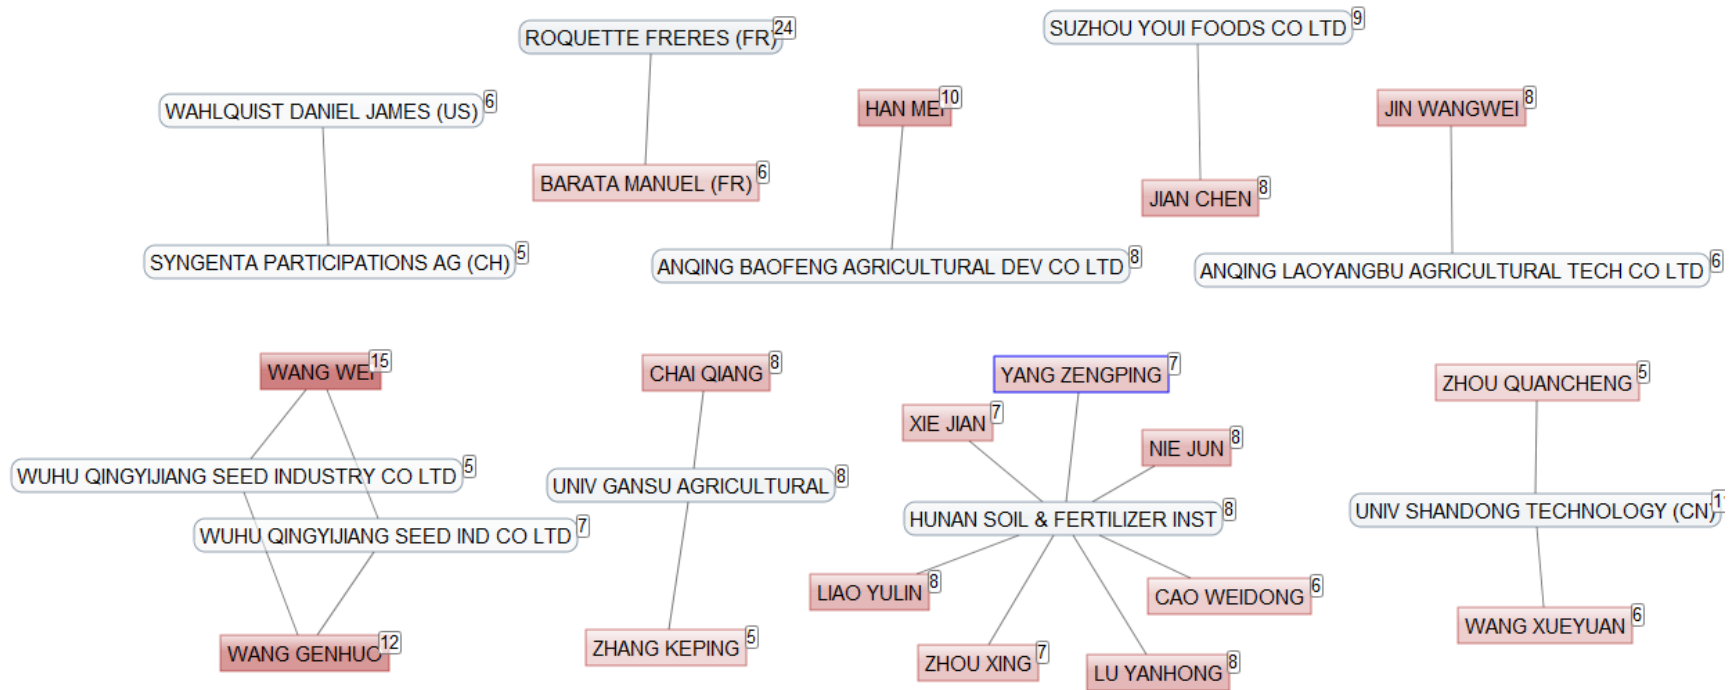 ROQUETTE FRERES (FR) 24
SUZHOU YOUI FOODS CO LTD 9
WAHLQUIST DANIEL JAMES (US) 6
HAN MEI 10
JIN WANGWEI 8
BARATA MANUEL (FR) 6
JIAN CHEN 8
SYNGENTA PARTICIPATIONS AG (CH) 5
ANQING BAOFENG AGRICULTURAL DEV CO LTD 8
ANQING LAOYANGBU AGRICULTURAL TECH CO LTD 6
WANG WEI 15
CHAI QIANG 8
YANG ZENGPING 7
ZHOU QUANCHENG 5
XIE JIAN 7
NIE JUN 8
WUHU QINGYIJIANG SEED INDUSTRY CO LTD 5
UNIV GANSU AGRICULTURAL 8
HUNAN SOIL & FERTILIZER INST 8
UNIV SHANDONG TECHNOLOGY (CN)
WUHU QINGYIJIANG SEED IND CO LTD 7
LIAO YULIN 8
CAO WEIDONG 6
WANG XUEYUAN 6
WANG GENHUO 12
ZHANG KEPING 5
ZHOU XING 7
LU YANHONG 8